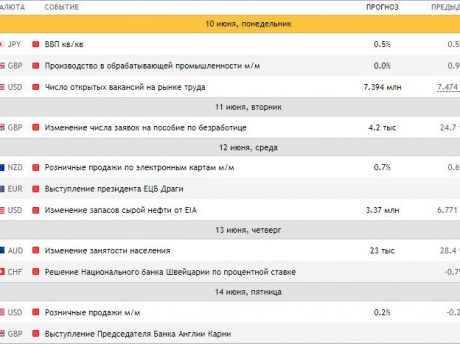 ВАЛЮТА СОБЫТИЕ ПРОГНОЗ ПРЕДЫД
10 июня, понедельник
JPY ВВП кв/кв 0.5% 0.5
GBP Производство в обрабатывающей промышленности м/м 0.0% 0.9
USD Число открытых вакансий на рынке труда 7.394 млн 7.474
11 июня, вторник
GBP Изменение числа заявок на пособие по безработице 4.2 тыс 24.7
12 июня, среда
NZD Розничные продажи по электронным картам м/м 0.7% 0.6
EUR Выступление президента ЕЦБ Драги
USD Изменение запасов сырой нефти от EIA 3.37 млн 6.771
13 июня, четверг
AUD Изменение занятости населения 23 тыс 28.4
CHF Решение Национального банка Швейцарии по процентной ставке -0.7
14 июня, пятница
USD Розничные продажи м/м 0.2% -0.2
GBP Выступление Председателя Банка Англии Карни